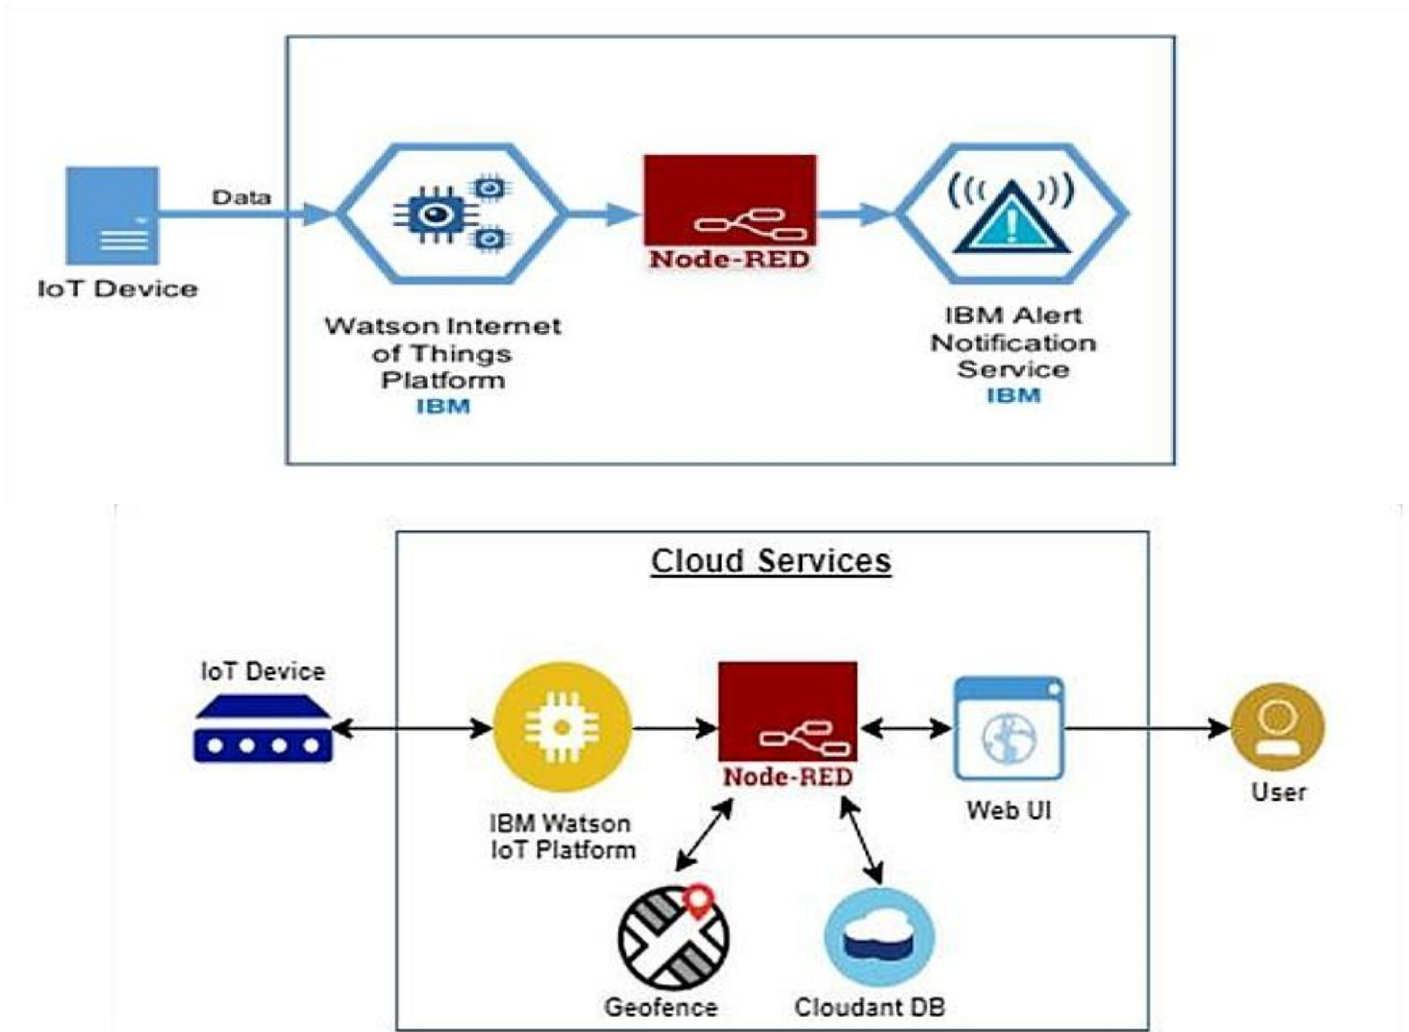 Data
IoT Device
Node-RED
Watson Internet
of Things
Platform
IBM
IBM Alert
Notification
Service
IBM
Cloud Services
IoT Device
IBM Watson
IoT Platform
Node-RED
Web UI
User
Geofence
Cloudant DB